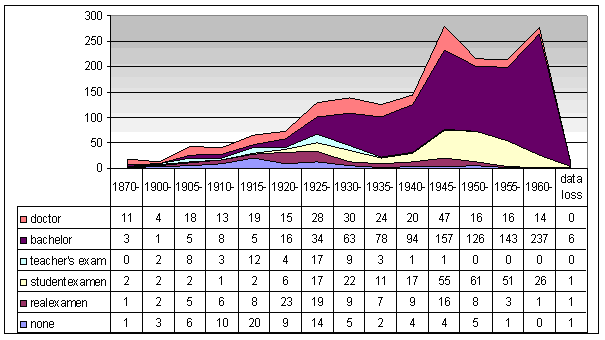 300
250
200
150
100
50
0
1870- 1900- 1905- 1910- 1915- 1920- 1925- 1930- 1935- 1940- 1945- 1950- 1955- 1960- data loss
doctor 11 4 18 13 19 15 28 30 24 20 47 16 16 14 0
bachelor 3 1 5 8 5 16 34 63 78 94 157 126 143 237 6
teacher's exam 0 2 8 3 12 4 17 9 3 1 1 0 0 0 0
studentexamen 2 2 2 1 2 6 17 22 11 17 55 61 51 26 1
realexamen 1 2 5 6 8 23 19 9 7 9 16 8 3 1 1
none 1 3 6 10 20 9 14 5 2 4 4 5 1 0 1